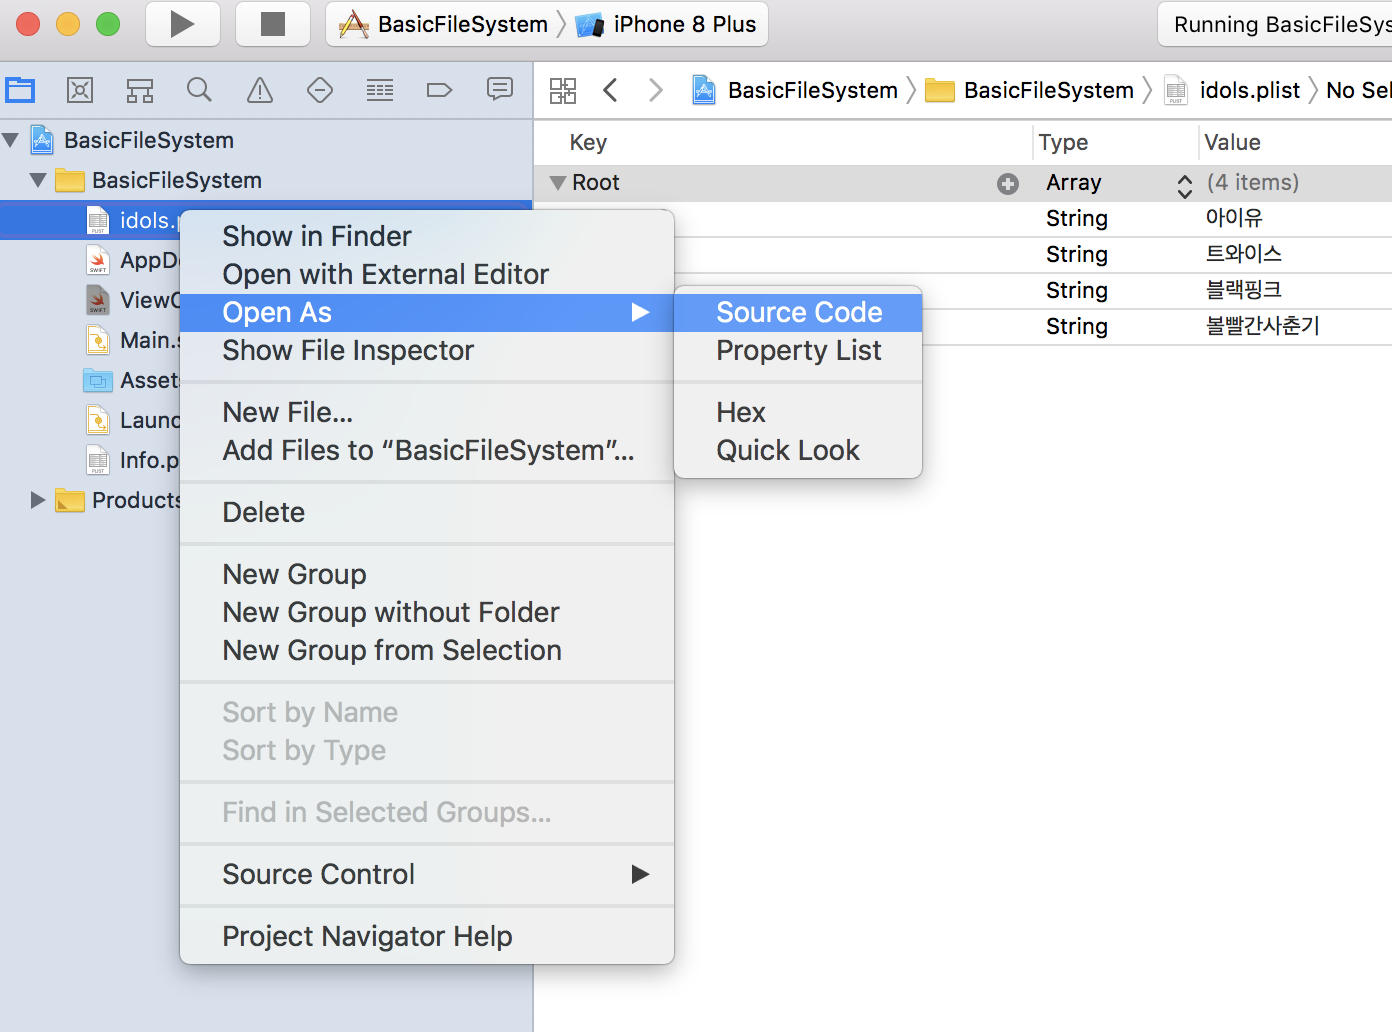 BasicFileSystem iPhone 8 Plus
Running BasicFileSys
BasicFileSystem BasicFileSystem idols.plist No Sel
BasicFileSystem
BasicFileSystem
idols.
AppDe
ViewC
Main.s
Assets
Launc
Info.p
Products
Key Type Value
Root Array (4 items)
String 아이유
String 트와이스
String 블랙핑크
String 볼빨간사춘기
Show in Finder
Open with External Editor
Open As
Show File Inspector
New File...
Add Files to “BasicFileSystem”...
Delete
New Group
New Group without Folder
New Group from Selection
Sort by Name
Sort by Type
Find in Selected Groups...
Source Control
Project Navigator Help
Source Code
Property List
Hex
Quick Look